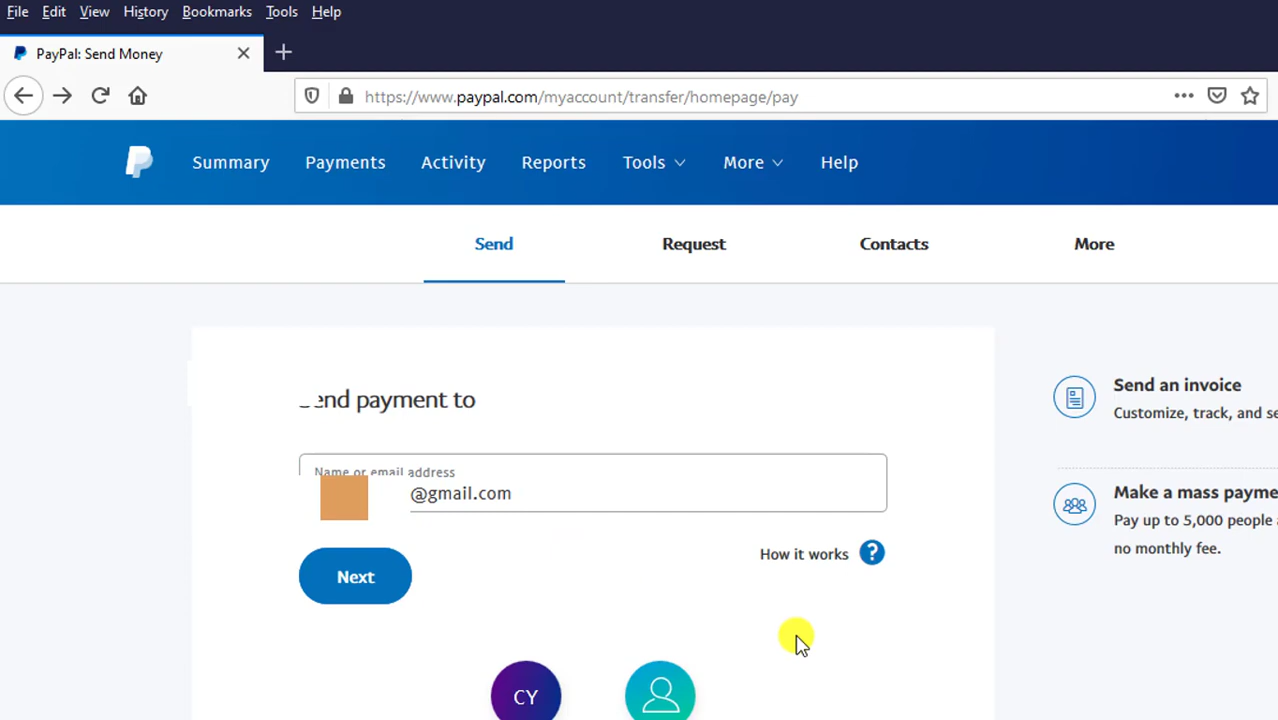 File Edit View History Bookmarks Tools Help
PayPal: Send Money
https://www.paypal.com/myaccount/transfer/homepage/pay
Summary Payments Activity Reports Tools More Help
Send Request Contacts More
end payment to
Name or email address
@gmail.com
How it works ?
Next
CY
Send an invoice
Customize, track, and se
Make a mass payme
Pay up to 5,000 people a
no monthly fee.